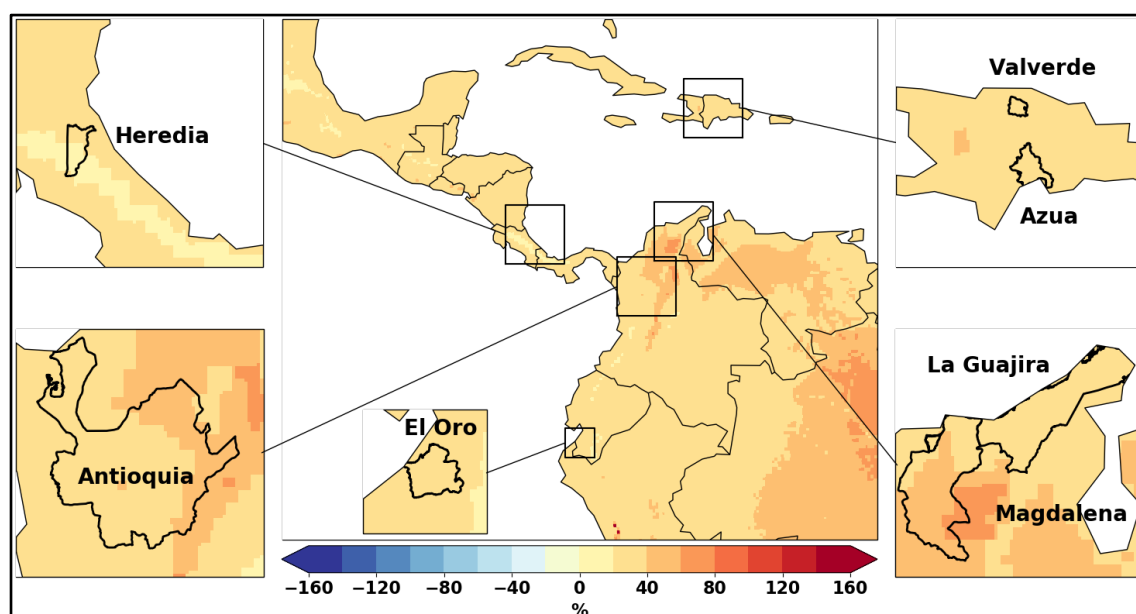 Heredia
Valverde
Azua
La Guajira
El Oro
Antioquia
Magdalena
−160 −120 −80 −40 0 40 80 120 160
%